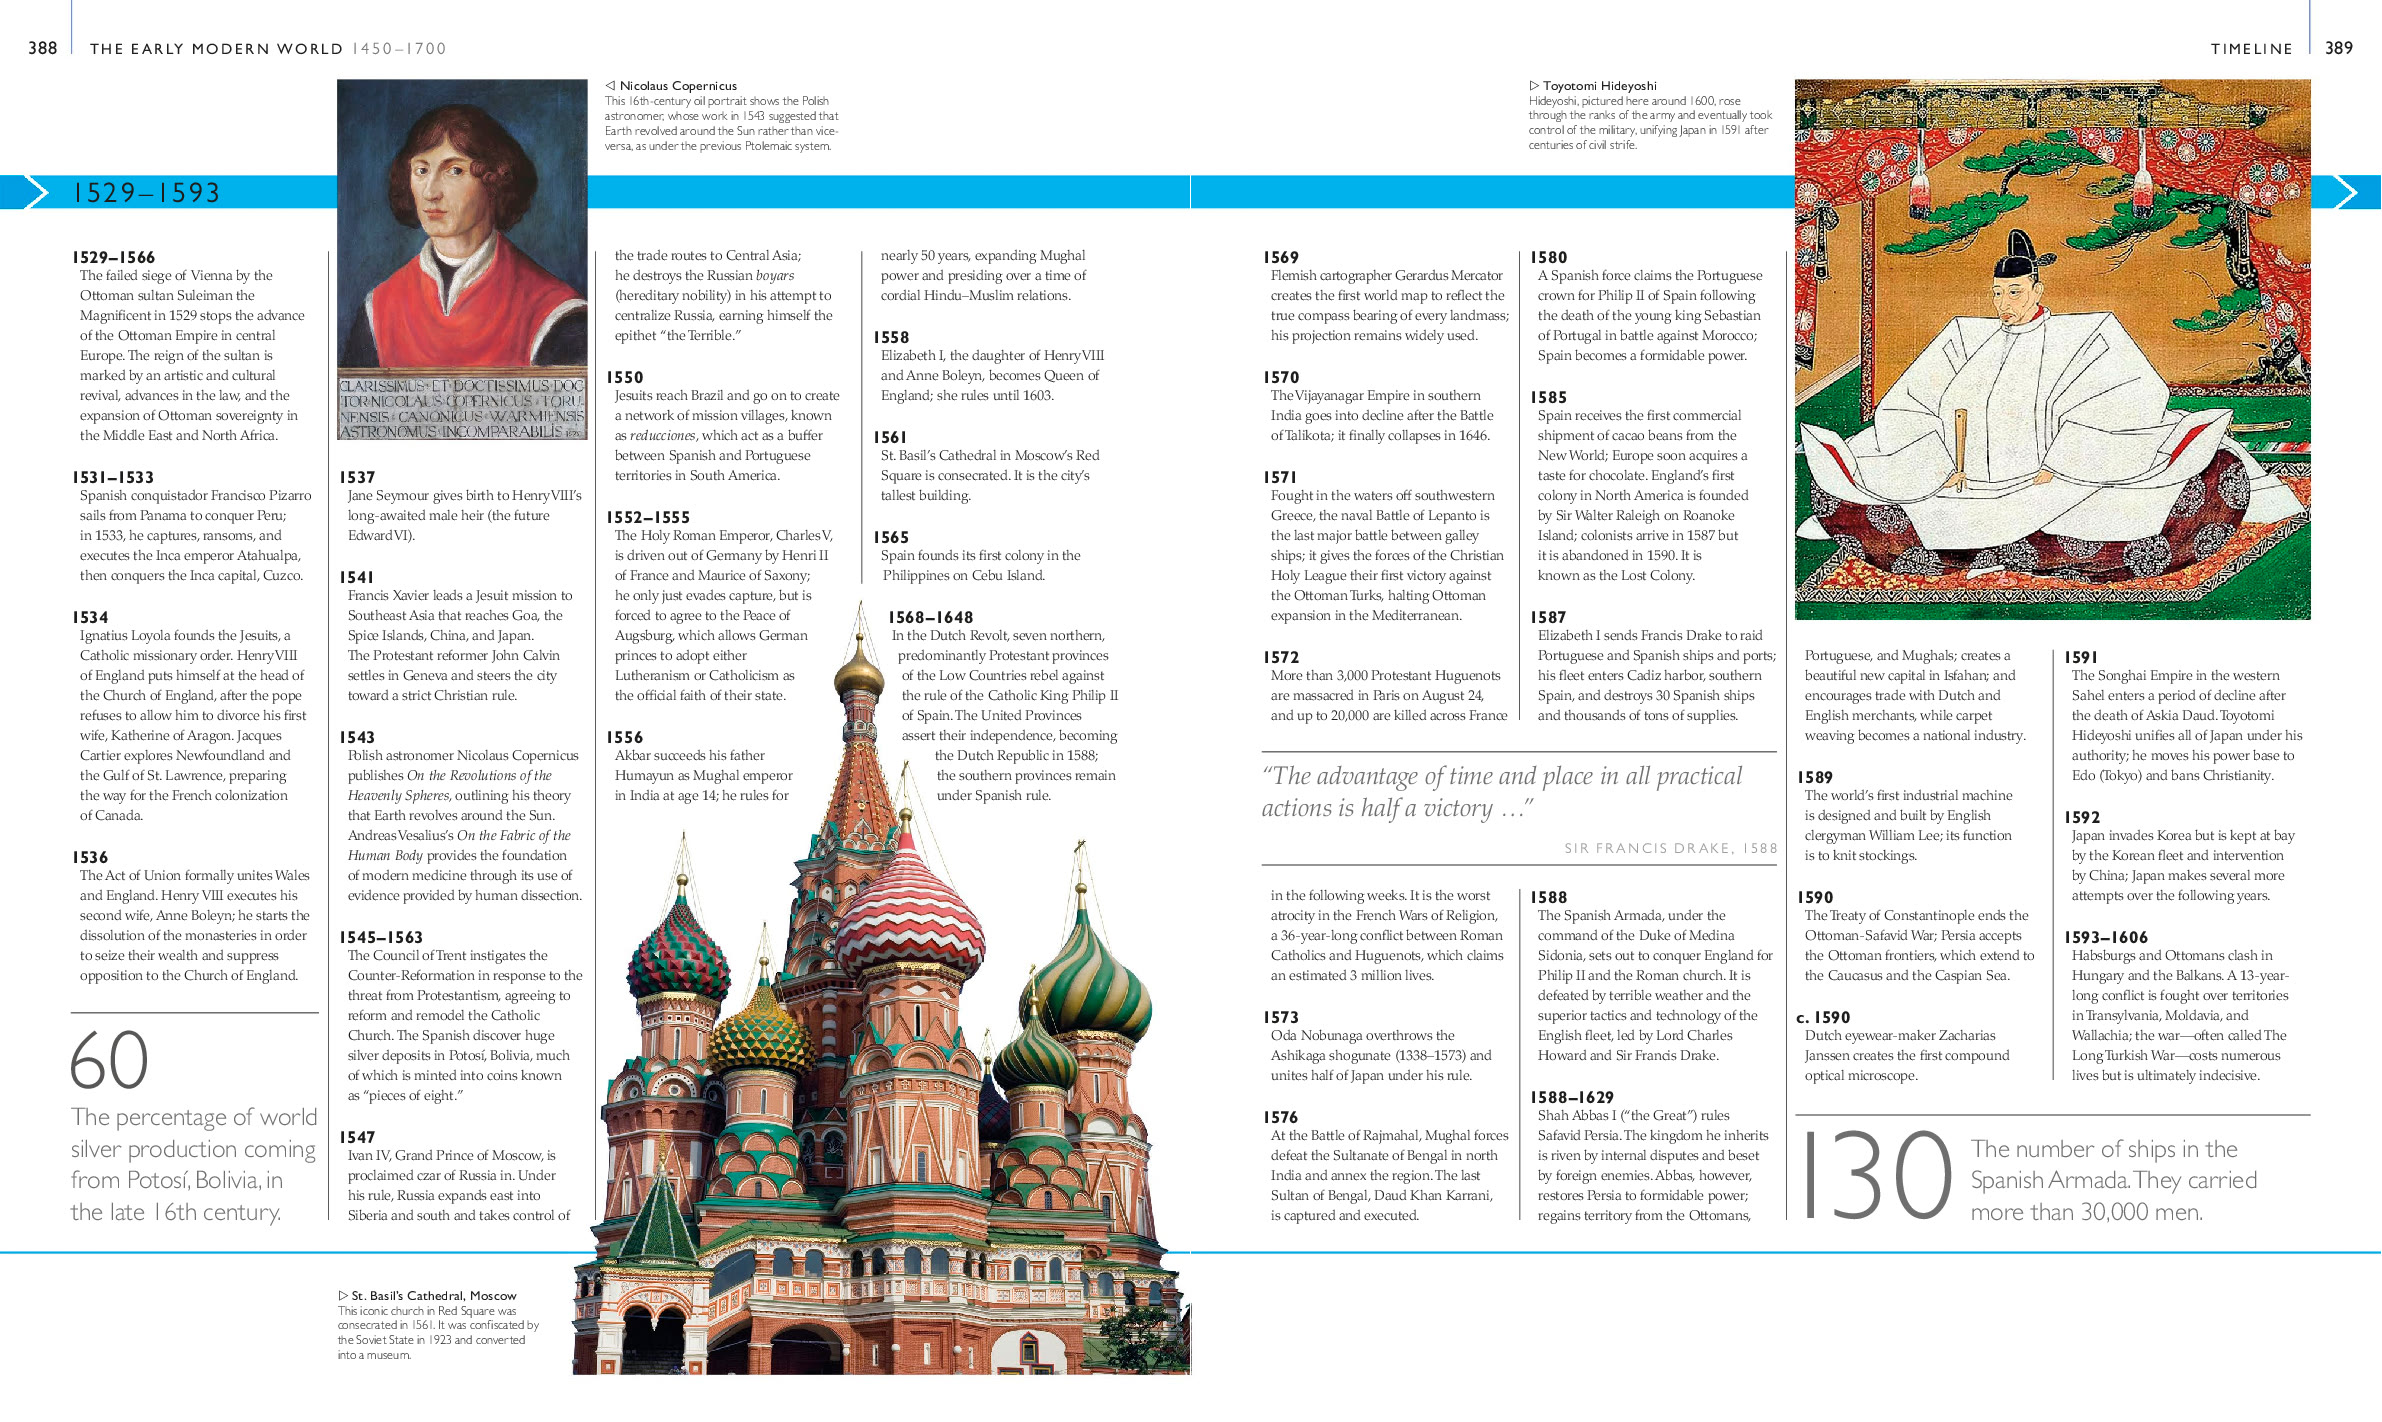 388 THE EARLY MODERN WORLD 1450–1700
◁ Nicolaus Copernicus
This 16th-century oil portrait shows the Polish
astronomer, whose work in 1543 suggested that
Earth revolved around the Sun rather than vice-
versa, as under the previous Ptolemaic system.
1529–1593
CLARISSIMUS·ET·DOCTISSIMUS·DOC
TOR·NICOLAUS·COPERNICUS·TORU
NENSIS·CANONICUS·WARMIENSIS
ASTRONOMUS·INCOMPARABILIS
1529–1566
The failed siege of Vienna by the
Ottoman sultan Suleiman the
Magnificent in 1529 stops the advance
of the Ottoman Empire in central
Europe. The reign of the sultan is
marked by an artistic and cultural
revival, advances in the law, and the
expansion of Ottoman sovereignty in
the Middle East and North Africa.
1531–1533
Spanish conquistador Francisco Pizarro
sails from Panama to conquer Peru;
in 1533, he captures, ransoms, and
executes the Inca emperor Atahualpa,
then conquers the Inca capital, Cuzco.
1534
Ignatius Loyola founds the Jesuits, a
Catholic missionary order. Henry VIII
of England puts himself at the head of
the Church of England, after the pope
refuses to allow him to divorce his first
wife, Katherine of Aragon. Jacques
Cartier explores Newfoundland and
the Gulf of St. Lawrence, preparing
the way for the French colonization
of Canada.
1536
The Act of Union formally unites Wales
and England. Henry VIII executes his
second wife, Anne Boleyn; he starts the
dissolution of the monasteries in order
to seize their wealth and suppress
opposition to the Church of England.
60
The percentage of world
silver production coming
from Potosí, Bolivia, in
the late 16th century.
1537
Jane Seymour gives birth to Henry VIII's
long-awaited male heir (the future
Edward VI).
1541
Francis Xavier leads a Jesuit mission to
Southeast Asia that reaches Goa, the
Spice Islands, China, and Japan.
The Protestant reformer John Calvin
settles in Geneva and steers the city
toward a strict Christian rule.
1543
Polish astronomer Nicolaus Copernicus
publishes On the Revolutions of the
Heavenly Spheres, outlining his theory
that Earth revolves around the Sun.
Andreas Vesalius's On the Fabric of the
Human Body provides the foundation
of modern medicine through its use of
evidence provided by human dissection.
1545–1563
The Council of Trent instigates the
Counter-Reformation in response to the
threat from Protestantism, agreeing to
reform and remodel the Catholic
Church. The Spanish discover huge
silver deposits in Potosí, Bolivia, much
of which is minted into coins known
as “pieces of eight.”
1547
Ivan IV, Grand Prince of Moscow, is
proclaimed czar of Russia in. Under
his rule, Russia expands east into
Siberia and south and takes control of
the trade routes to Central Asia;
he destroys the Russian boyars
(hereditary nobility) in his attempt to
centralize Russia, earning himself the
epithet “the Terrible.”
1550
Jesuits reach Brazil and go on to create
a network of mission villages, known
as reducciones, which act as a buffer
between Spanish and Portuguese
territories in South America.
1552–1555
The Holy Roman Emperor, Charles V,
is driven out of Germany by Henri II
of France and Maurice of Saxony;
he only just evades capture, but is
forced to agree to the Peace of
Augsburg, which allows German
princes to adopt either
Lutheranism or Catholicism as
the official faith of their state.
1556
Akbar succeeds his father
Humayun as Mughal emperor
in India at age 14; he rules for
nearly 50 years, expanding Mughal
power and presiding over a time of
cordial Hindu–Muslim relations.
1558
Elizabeth I, the daughter of Henry VIII
and Anne Boleyn, becomes Queen of
England; she rules until 1603.
1561
St. Basil's Cathedral in Moscow's Red
Square is consecrated. It is the city's
tallest building.
1565
Spain founds its first colony in the
Philippines on Cebu Island.
1568–1648
In the Dutch Revolt, seven northern,
predominantly Protestant provinces
of the Low Countries rebel against
the rule of the Catholic King Philip II
of Spain. The United Provinces
assert their independence, becoming
the Dutch Republic in 1588;
the southern provinces remain
under Spanish rule.
▷ St. Basil's Cathedral, Moscow
This iconic church in Red Square was
consecrated in 1561. It was confiscated by
the Soviet State in 1923 and converted
into a museum.
TIMELINE 389
▷ Toyotomi Hideyoshi
Hideyoshi, pictured here around 1600, rose
through the ranks of the army and eventually took
control of the military, unifying Japan in 1591 after
centuries of civil strife.
1569
Flemish cartographer Gerardus Mercator
creates the first world map to reflect the
true compass bearing of every landmass;
his projection remains widely used.
1570
The Vijayanagar Empire in southern
India goes into decline after the Battle
of Talikota; it finally collapses in 1646.
1571
Fought in the waters off southwestern
Greece, the naval Battle of Lepanto is
the last major battle between galley
ships; it gives the forces of the Christian
Holy League their first victory against
the Ottoman Turks, halting Ottoman
expansion in the Mediterranean.
1572
More than 3,000 Protestant Huguenots
are massacred in Paris on August 24,
and up to 20,000 are killed across France
in the following weeks. It is the worst
atrocity in the French Wars of Religion,
a 36-year-long conflict between Roman
Catholics and Huguenots, which claims
an estimated 3 million lives.
1573
Oda Nobunaga overthrows the
Ashikaga shogunate (1338–1573) and
unites half of Japan under his rule.
1576
At the Battle of Rajmahal, Mughal forces
defeat the Sultanate of Bengal in north
India and annex the region. The last
Sultan of Bengal, Daud Khan Karrani,
is captured and executed.
1580
A Spanish force claims the Portuguese
crown for Philip II of Spain following
the death of the young king Sebastian
of Portugal in battle against Morocco;
Spain becomes a formidable power.
1585
Spain receives the first commercial
shipment of cacao beans from the
New World; Europe soon acquires a
taste for chocolate. England's first
colony in North America is founded
by Sir Walter Raleigh on Roanoke
Island; colonists arrive in 1587 but
it is abandoned in 1590. It is
known as the Lost Colony.
1587
Elizabeth I sends Francis Drake to raid
Portuguese and Spanish ships and ports;
his fleet enters Cadiz harbor, southern
Spain, and destroys 30 Spanish ships
and thousands of tons of supplies.
“The advantage of time and place in all practical
actions is half a victory …”
SIR FRANCIS DRAKE, 1588
1588
The Spanish Armada, under the
command of the Duke of Medina
Sidonia, sets out to conquer England for
Philip II and the Roman church. It is
defeated by terrible weather and the
superior tactics and technology of the
English fleet, led by Lord Charles
Howard and Sir Francis Drake.
1588–1629
Shah Abbas I (“the Great”) rules
Safavid Persia. The kingdom he inherits
is riven by internal disputes and beset
by foreign enemies. Abbas, however,
restores Persia to formidable power;
regains territory from the Ottomans,
Portuguese, and Mughals; creates a
beautiful new capital in Isfahan; and
encourages trade with Dutch and
English merchants, while carpet
weaving becomes a national industry.
1589
The world's first industrial machine
is designed and built by English
clergyman William Lee; its function
is to knit stockings.
1590
The Treaty of Constantinople ends the
Ottoman-Safavid War; Persia accepts
the Ottoman frontiers, which extend to
the Caucasus and the Caspian Sea.
c. 1590
Dutch eyewear-maker Zacharias
Janssen creates the first compound
optical microscope.
1591
The Songhai Empire in the western
Sahel enters a period of decline after
the death of Askia Daud. Toyotomi
Hideyoshi unifies all of Japan under his
authority; he moves his power base to
Edo (Tokyo) and bans Christianity.
1592
Japan invades Korea but is kept at bay
by the Korean fleet and intervention
by China; Japan makes several more
attempts over the following years.
1593–1606
Habsburgs and Ottomans clash in
Hungary and the Balkans. A 13-year-
long conflict is fought over territories
in Transylvania, Moldavia, and
Wallachia; the war—often called The
Long Turkish War—costs numerous
lives but is ultimately indecisive.
130
The number of ships in the
Spanish Armada. They carried
more than 30,000 men.